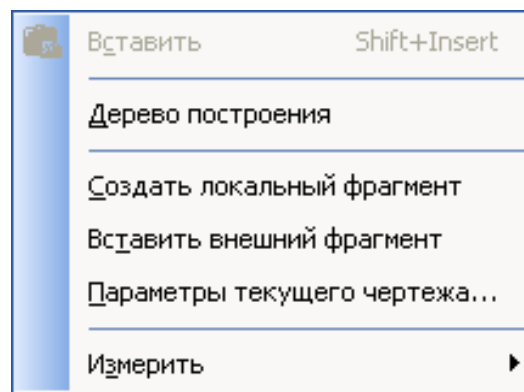 Вставить Shift+Insert
Дерево построения
Создать локальный фрагмент
Вставить внешний фрагмент
Параметры текущего чертежа...
Измерить